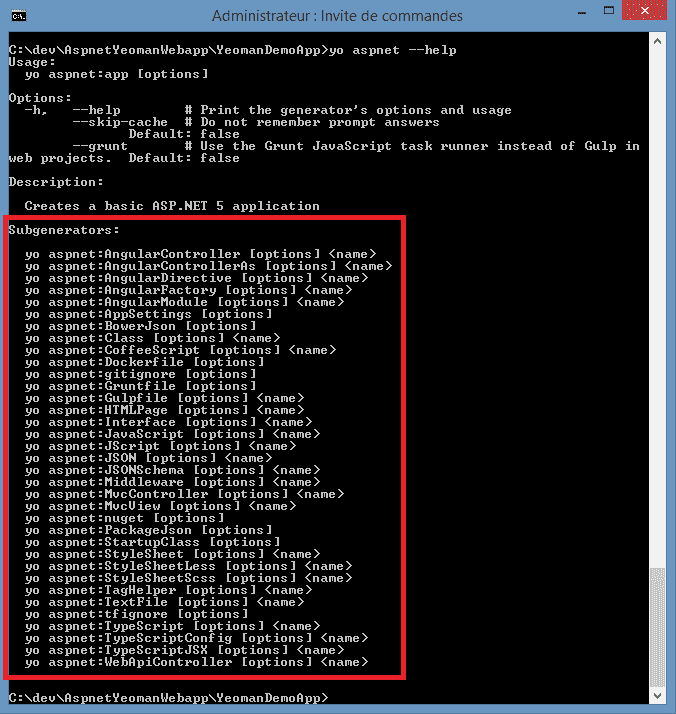 Administrateur : Invite de commandes
C:\dev\AspnetYeomanWebapp\YeomanDemoApp>yo aspnet --help
Usage:
  yo aspnet:app [options]
Options:
  -h,   --help        # Print the generator's options and usage
        --skip-cache  # Do not remember prompt answers
               Default: false
        --grunt       # Use the Grunt JavaScript task runner instead of Gulp in
web projects.  Default: false
Description:
  Creates a basic ASP.NET 5 application
Subgenerators:
  yo aspnet:AngularController [options] <name>
  yo aspnet:AngularControllerAs [options] <name>
  yo aspnet:AngularDirective [options] <name>
  yo aspnet:AngularFactory [options] <name>
  yo aspnet:AngularModule [options] <name>
  yo aspnet:AppSettings [options]
  yo aspnet:BowerJson [options]
  yo aspnet:Class [options] <name>
  yo aspnet:CoffeeScript [options] <name>
  yo aspnet:Dockerfile [options]
  yo aspnet:gitignore [options]
  yo aspnet:Gruntfile [options]
  yo aspnet:Gulpfile [options] <name>
  yo aspnet:HTMLPage [options] <name>
  yo aspnet:Interface [options] <name>
  yo aspnet:JavaScript [options] <name>
  yo aspnet:JScript [options] <name>
  yo aspnet:JSON [options] <name>
  yo aspnet:JSONSchema [options] <name>
  yo aspnet:Middleware [options] <name>
  yo aspnet:MvcController [options] <name>
  yo aspnet:MvcView [options] <name>
  yo aspnet:nuget [options]
  yo aspnet:PackageJson [options]
  yo aspnet:StartupClass [options]
  yo aspnet:StyleSheet [options] <name>
  yo aspnet:StyleSheetLess [options] <name>
  yo aspnet:StyleSheetScss [options] <name>
  yo aspnet:TagHelper [options] <name>
  yo aspnet:TextFile [options] <name>
  yo aspnet:tfignore [options]
  yo aspnet:TypeScript [options] <name>
  yo aspnet:TypeScriptConfig [options] <name>
  yo aspnet:TypeScriptJSX [options] <name>
  yo aspnet:WebApiController [options] <name>
C:\dev\AspnetYeomanWebapp\YeomanDemoApp>